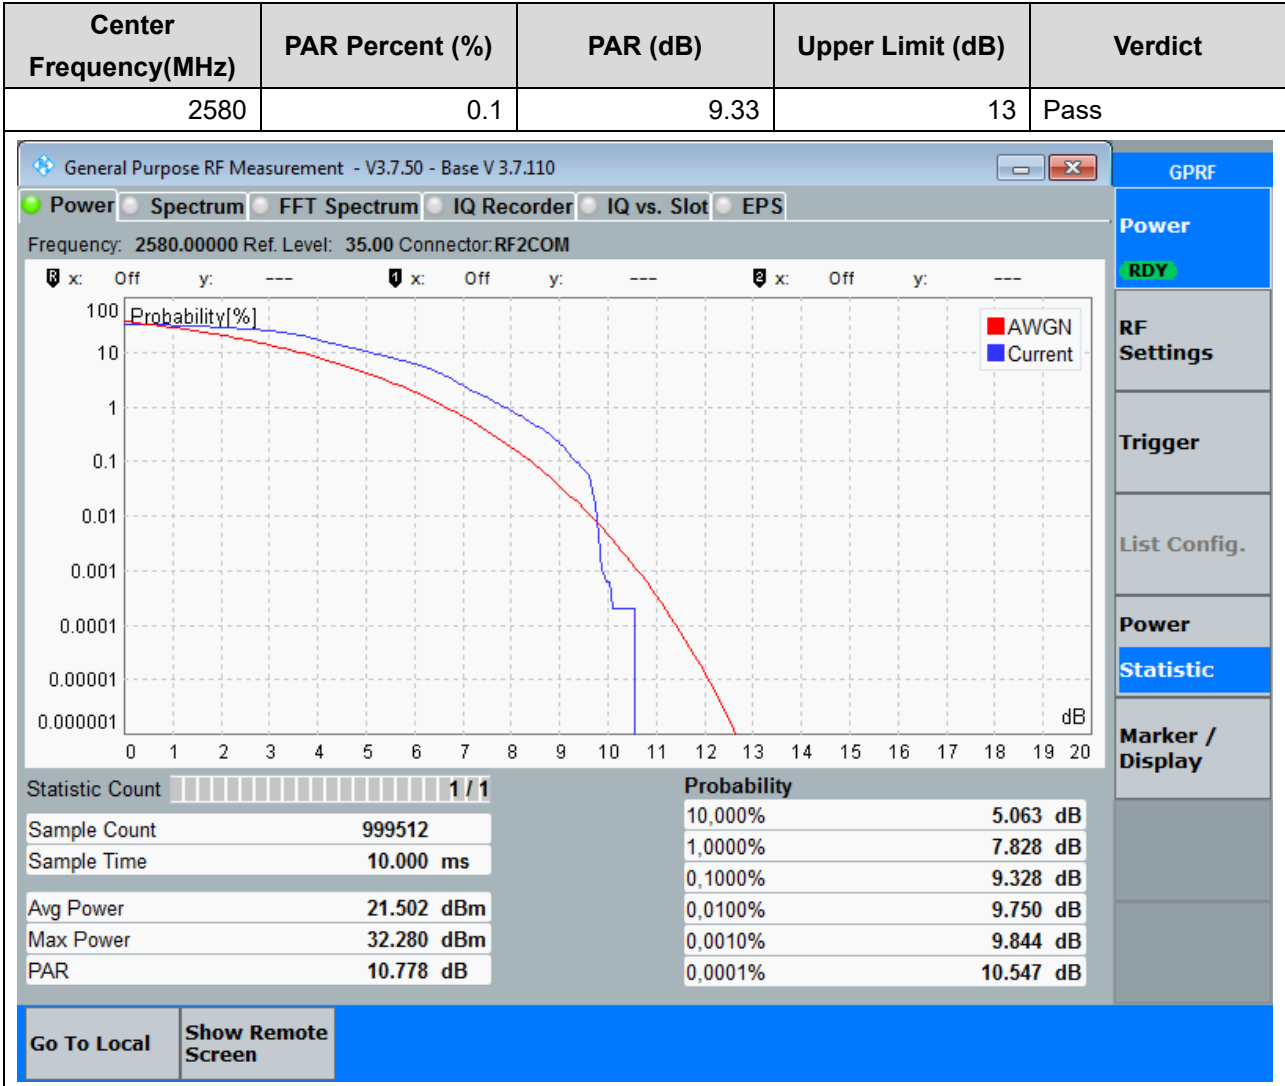 Center Frequency(MHz) PAR Percent (%) PAR (dB) Upper Limit (dB) Verdict
2580 0.1 9.33 13 Pass
General Purpose RF Measurement - V3.7.50 - Base V 3.7.110
GPRF
Power Spectrum FFT Spectrum IQ Recorder IQ vs. Slot EPS
Frequency: 2580.00000 Ref. Level: 35.00 Connector:RF2COM
R x: Off y: --- 1 x: Off y: --- 2 x: Off y: ---
Probability[%]
AWGN
Current
100
10
1
0.1
0.01
0.001
0.0001
0.00001
0.000001
dB
0 1 2 3 4 5 6 7 8 9 10 11 12 13 14 15 16 17 18 19 20
Statistic Count 1 / 1
Sample Count 999512
Sample Time 10.000 ms
Avg Power 21.502 dBm
Max Power 32.280 dBm
PAR 10.778 dB
Probability
10,000% 5.063 dB
1,0000% 7.828 dB
0,1000% 9.328 dB
0,0100% 9.750 dB
0,0010% 9.844 dB
0,0001% 10.547 dB
Power
RDY
RF
Settings
Trigger
List Config.
Power
Statistic
Marker /
Display
Go To Local
Show Remote
Screen